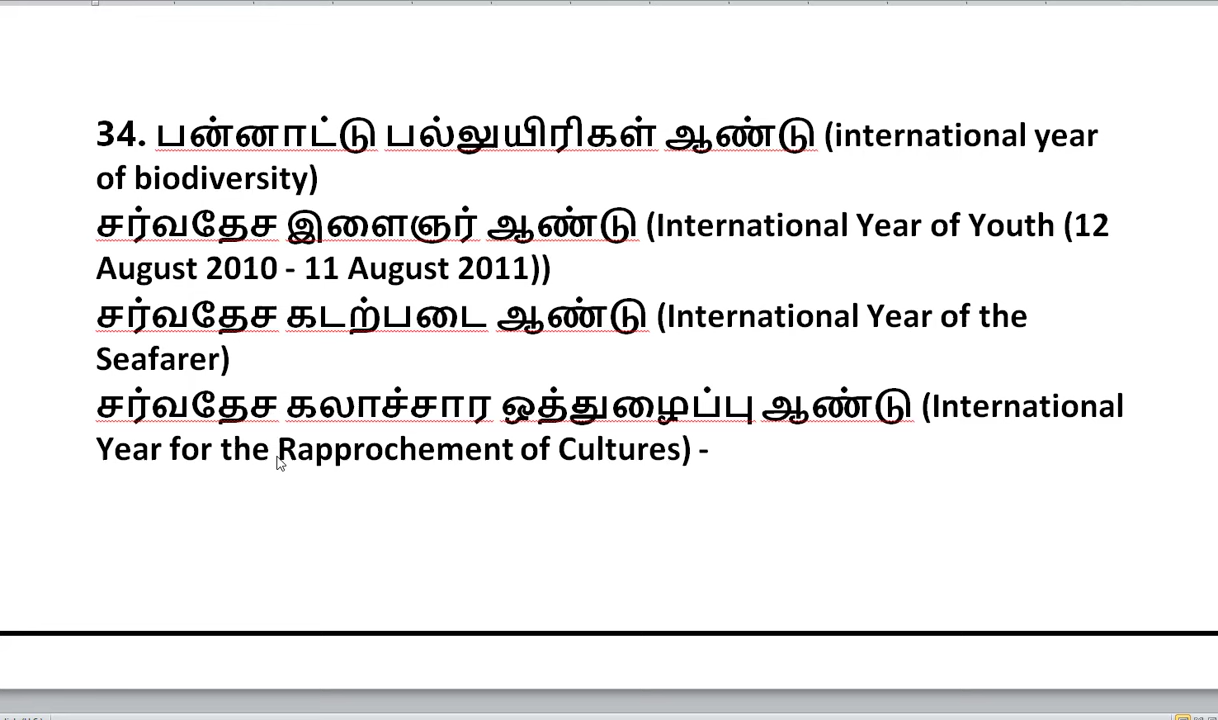 34. பன்னாட்டு பல்லுயிரிகள் ஆண்டு (international year
of biodiversity)
சர்வதேச இளைஞர் ஆண்டு (International Year of Youth (12
August 2010 - 11 August 2011))
சர்வதேச கடற்படை ஆண்டு (International Year of the
Seafarer)
சர்வதேச கலாச்சார ஒத்துழைப்பு ஆண்டு (International
Year for the Rapprochement of Cultures) -